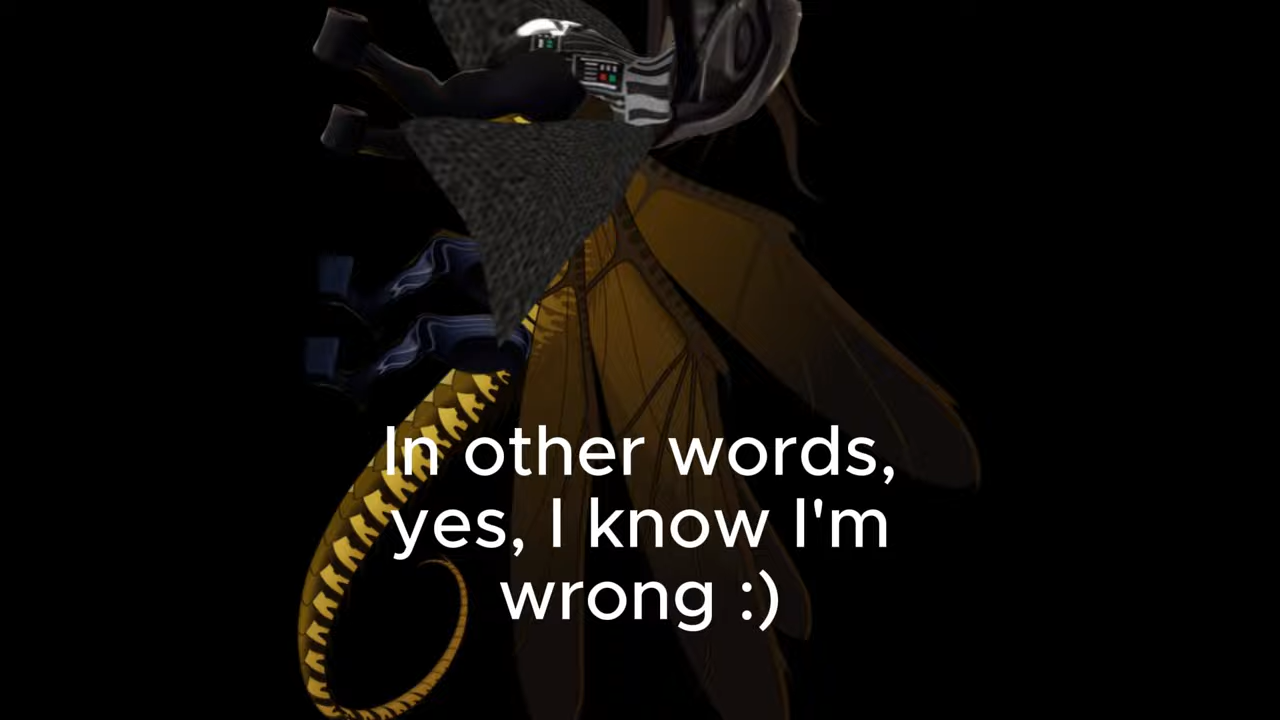 In other words,
yes, I know I'm
wrong :)